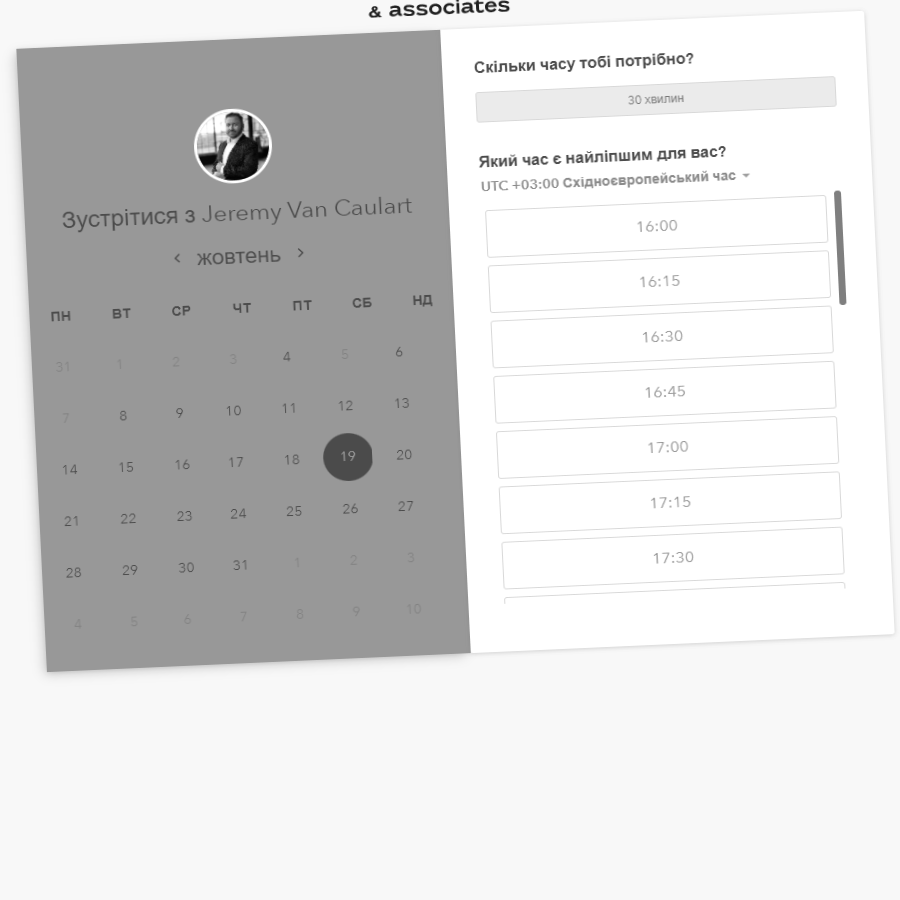 & associates
Зустрітися з Jeremy Van Caulart
жовтень
ПН ВТ СР ЧТ ПТ СБ НД
31 1 2 3 4 5 6
7 8 9 10 11 12 13
14 15 16 17 18 19 20
21 22 23 24 25 26 27
28 29 30 31 1 2 3
4 5 6 7 8 9 10
Скільки часу тобі потрібно?
30 хвилин
Який час є найліпшим для вас?
UTC +03:00 Східноєвропейський час
16:00
16:15
16:30
16:45
17:00
17:15
17:30